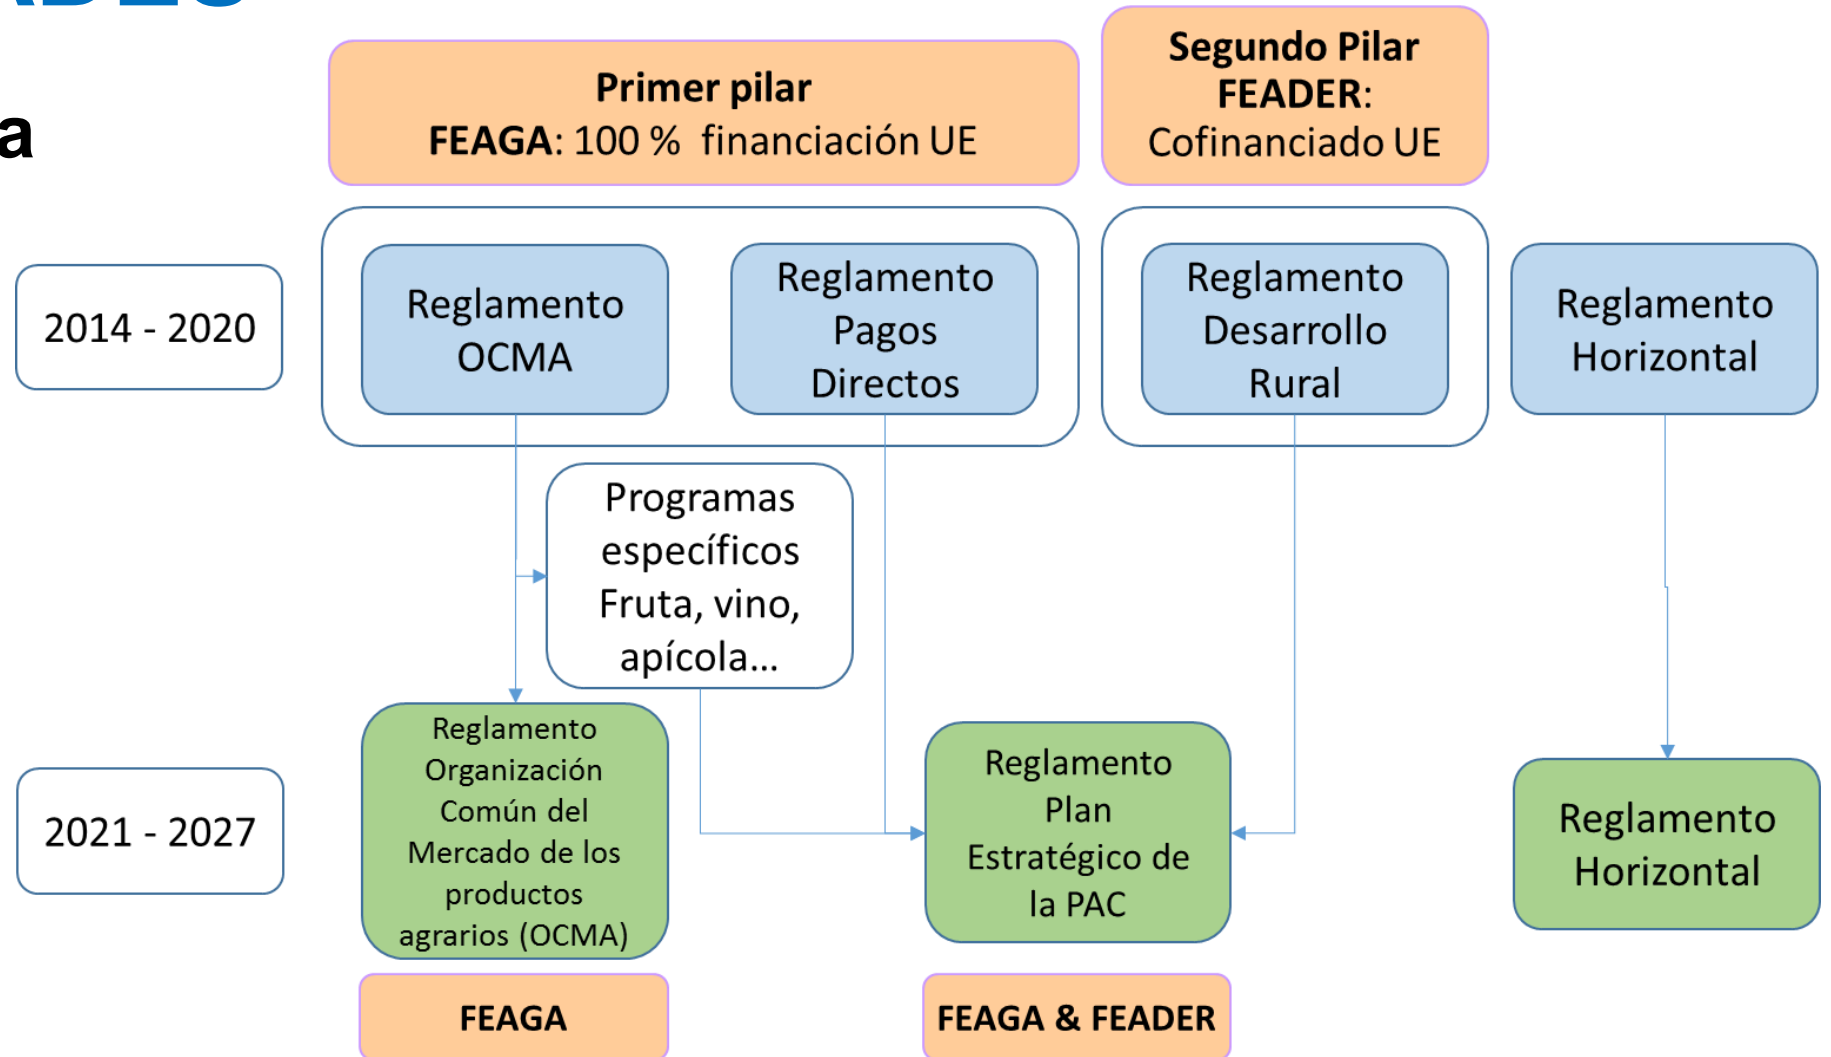 Primer pilar
FEAGA: 100 % financiación UE
Segundo Pilar
FEADER:
Cofinanciado UE
a
2014 - 2020
Reglamento
OCMA
Reglamento
Pagos
Directos
Reglamento
Desarrollo
Rural
Reglamento
Horizontal
Programas
específicos
Fruta, vino,
apícola...
2021 - 2027
Reglamento
Organización
Común del
Mercado de los
productos
agrarios (OCMA)
Reglamento
Plan
Estratégico de
la PAC
Reglamento
Horizontal
FEAGA
FEAGA & FEADER